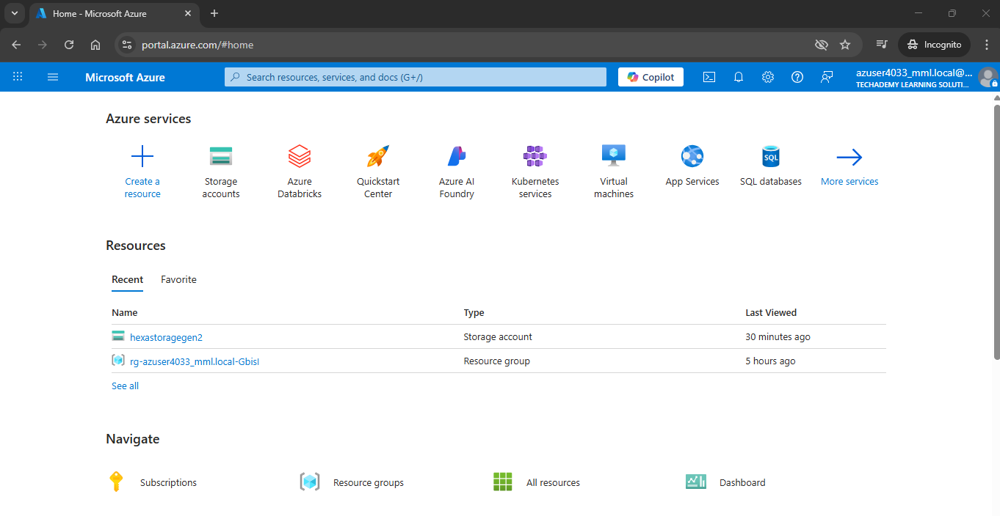 Home - Microsoft Azure
portal.azure.com/#home
Incognito
Microsoft Azure
Search resources, services, and docs (G+/)
Copilot
azuser4033_mml.local@...
TECHADEMY LEARNING SOLUTI...
Azure services
Create a
resource
Storage
accounts
Azure
Databricks
Quickstart
Center
Azure AI
Foundry
Kubernetes
services
Virtual
machines
App Services
SQL
SQL databases
More services
Resources
Recent
Favorite
Name Type Last Viewed
hexastoragegen2 Storage account 30 minutes ago
rg-azuser4033_mml.local-GbisI Resource group 5 hours ago
See all
Navigate
Subscriptions
Resource groups
All resources
Dashboard